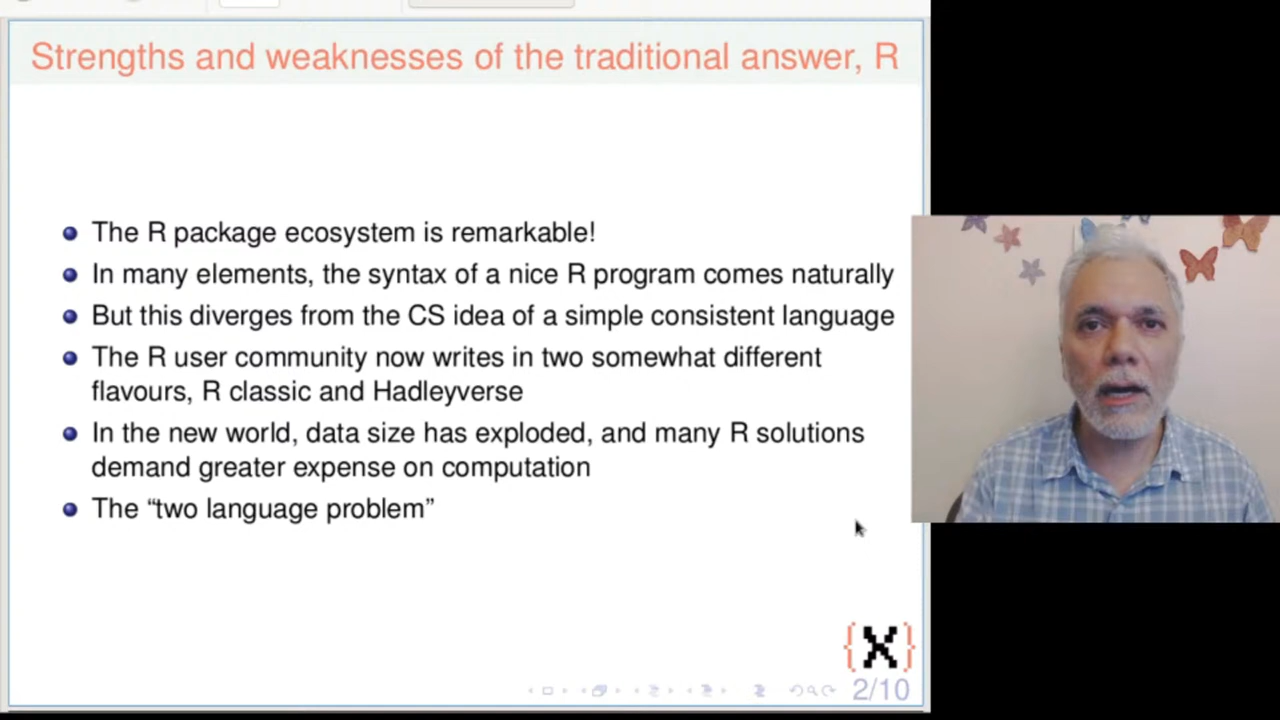 Strengths and weaknesses of the traditional answer, R
The R package ecosystem is remarkable!
In many elements, the syntax of a nice R program comes naturally
But this diverges from the CS idea of a simple consistent language
The R user community now writes in two somewhat different
flavours, R classic and Hadleyverse
In the new world, data size has exploded, and many R solutions
demand greater expense on computation
The “two language problem”
{X}
2/10